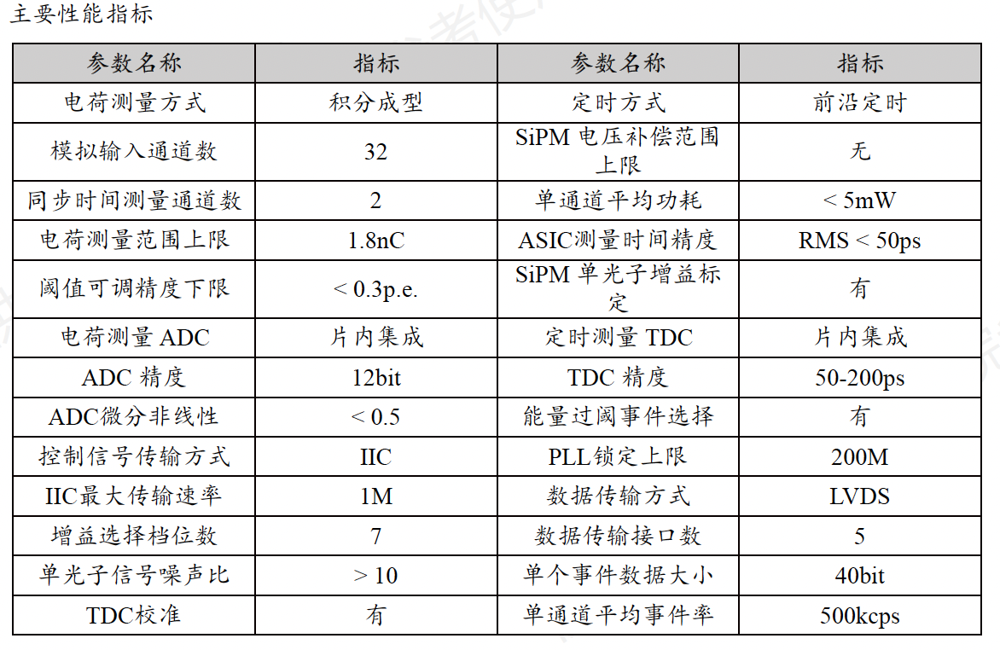 主要性能指标
参数名称 指标 参数名称 指标
电荷测量方式 积分成型 定时方式 前沿定时
模拟输入通道数 32 SiPM 电压补偿范围
上限 无
同步时间测量通道数 2 单通道平均功耗 < 5mW
电荷测量范围上限 1.8nC ASIC测量时间精度 RMS < 50ps
阈值可调精度下限 < 0.3p.e. SiPM 单光子增益标
定 有
电荷测量 ADC 片内集成 定时测量 TDC 片内集成
ADC 精度 12bit TDC 精度 50-200ps
ADC微分非线性 < 0.5 能量过阈事件选择 有
控制信号传输方式 IIC PLL锁定上限 200M
IIC最大传输速率 1M 数据传输方式 LVDS
增益选择档位数 7 数据传输接口数 5
单光子信号噪声比 > 10 单个事件数据大小 40bit
TDC校准 有 单通道平均事件率 500kcps